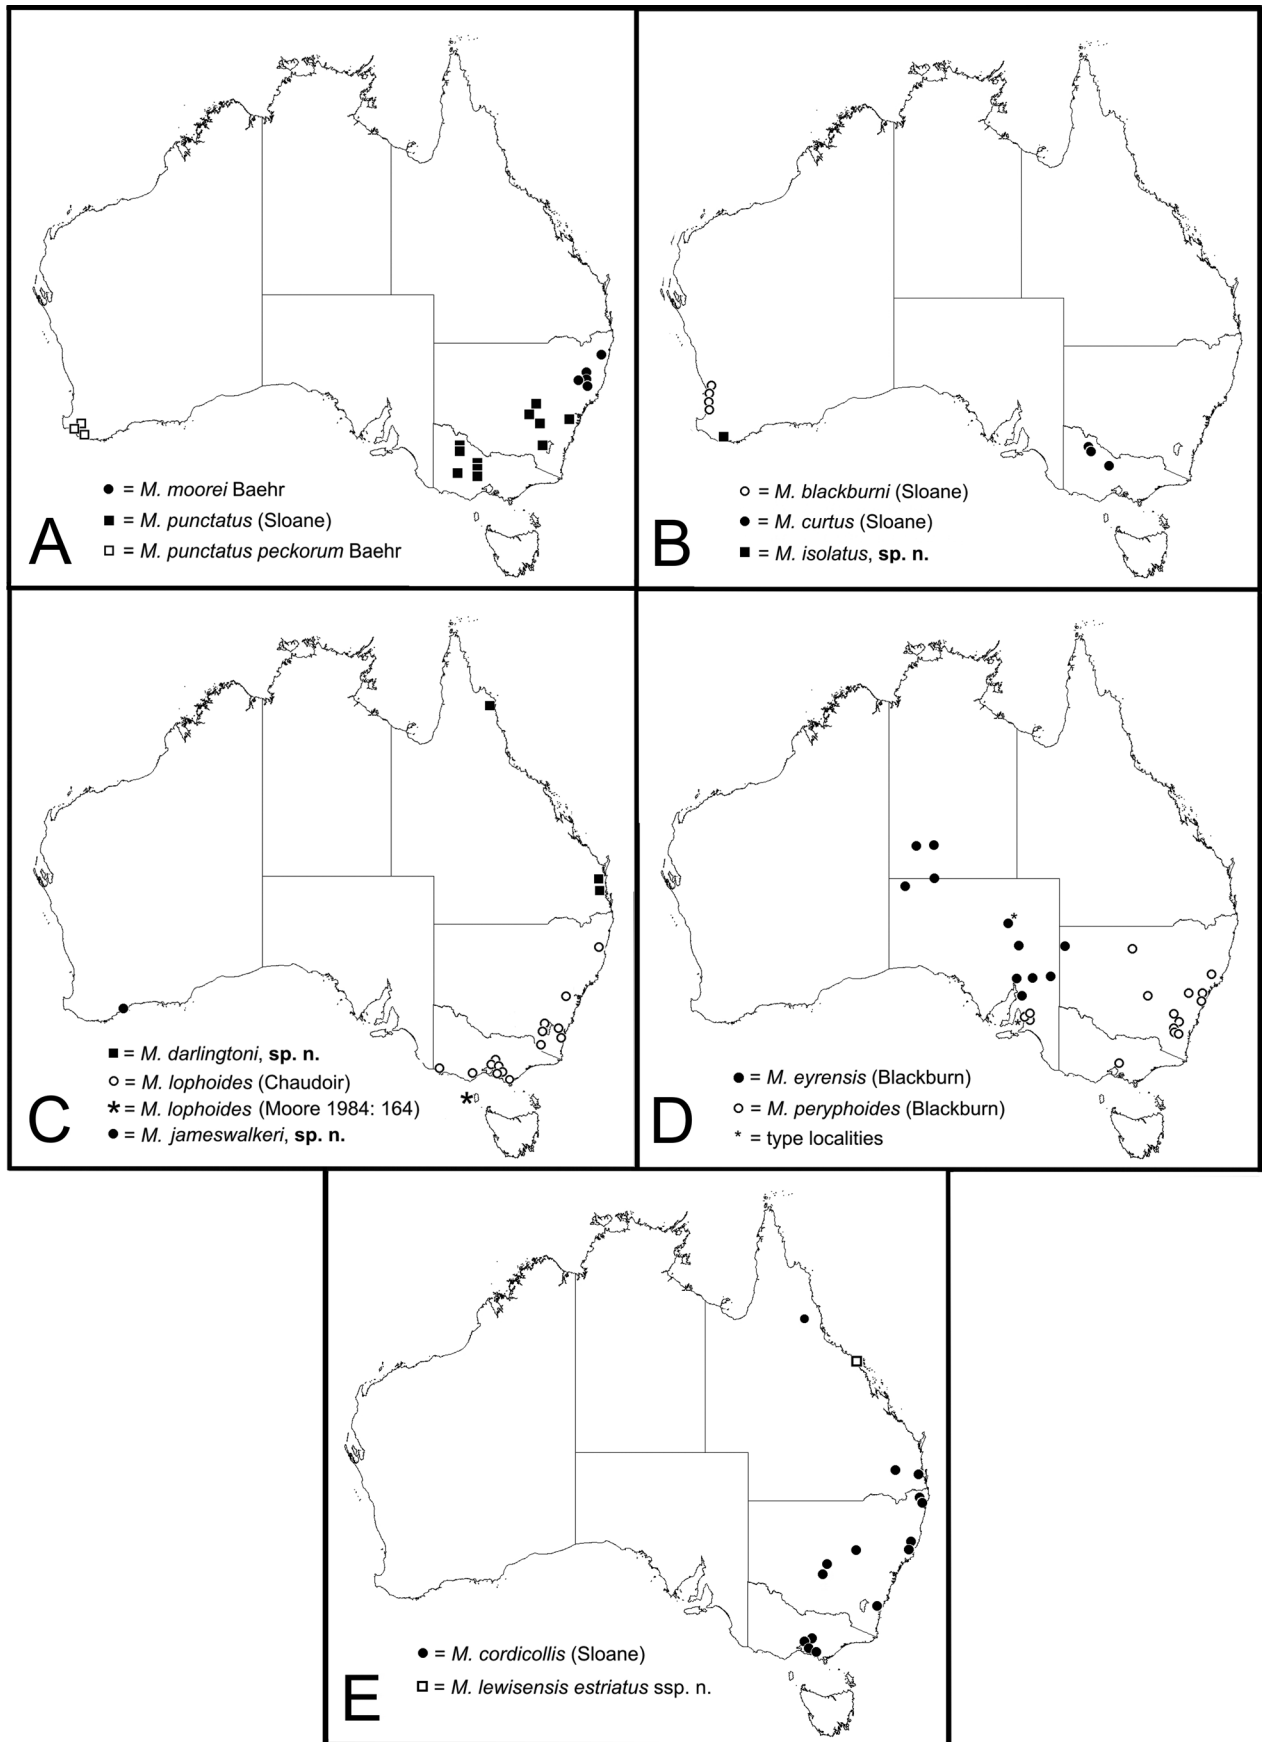 ● = M. moorei Baehr
■ = M. punctatus (Sloane)
□ = M. punctatus peckorum Baehr
A
○ = M. blackburni (Sloane)
● = M. curtus (Sloane)
■ = M. isolatus, sp. n.
B
■ = M. darlingtoni, sp. n.
○ = M. lophoides (Chaudoir)
* = M. lophoides (Moore 1984: 164)
● = M. jameswalkeri, sp. n.
C
● = M. eyrensis (Blackburn)
○ = M. peryphoides (Blackburn)
* = type localities
D
● = M. cordicollis (Sloane)
□ = M. lewisensis estriatus ssp. n.
E